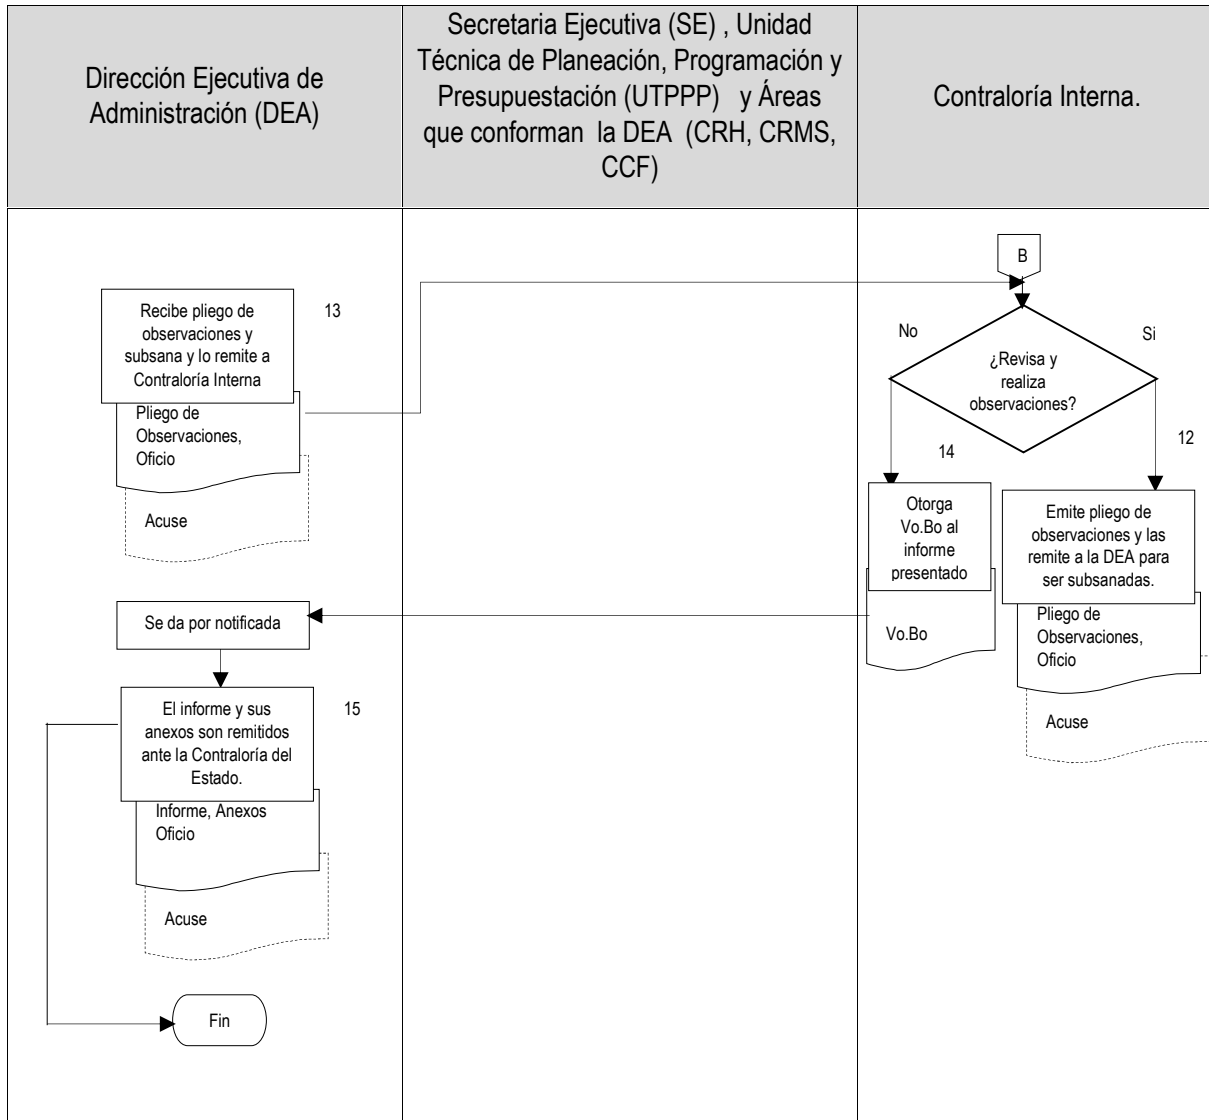 Dirección Ejecutiva de
Administración (DEA)
Secretaria Ejecutiva (SE) , Unidad
Técnica de Planeación, Programación y
Presupuestación (UTPPP) y Áreas
que conforman la DEA (CRH, CRMS,
CCF)
Contraloría Interna.
B
Recibe pliego de
observaciones y
subsana y lo remite a
Contraloría Interna
13
Pliego de
Observaciones,
Oficio
Acuse
No
Si
¿Revisa y
realiza
observaciones?
14
12
Otorga
Vo.Bo al
informe
presentado
Vo.Bo
Emite pliego de
observaciones y las
remite a la DEA para
ser subsanadas.
Pliego de
Observaciones,
Oficio
Acuse
Se da por notificada
El informe y sus
anexos son remitidos
ante la Contraloría del
Estado.
15
Informe, Anexos
Oficio
Acuse
Fin